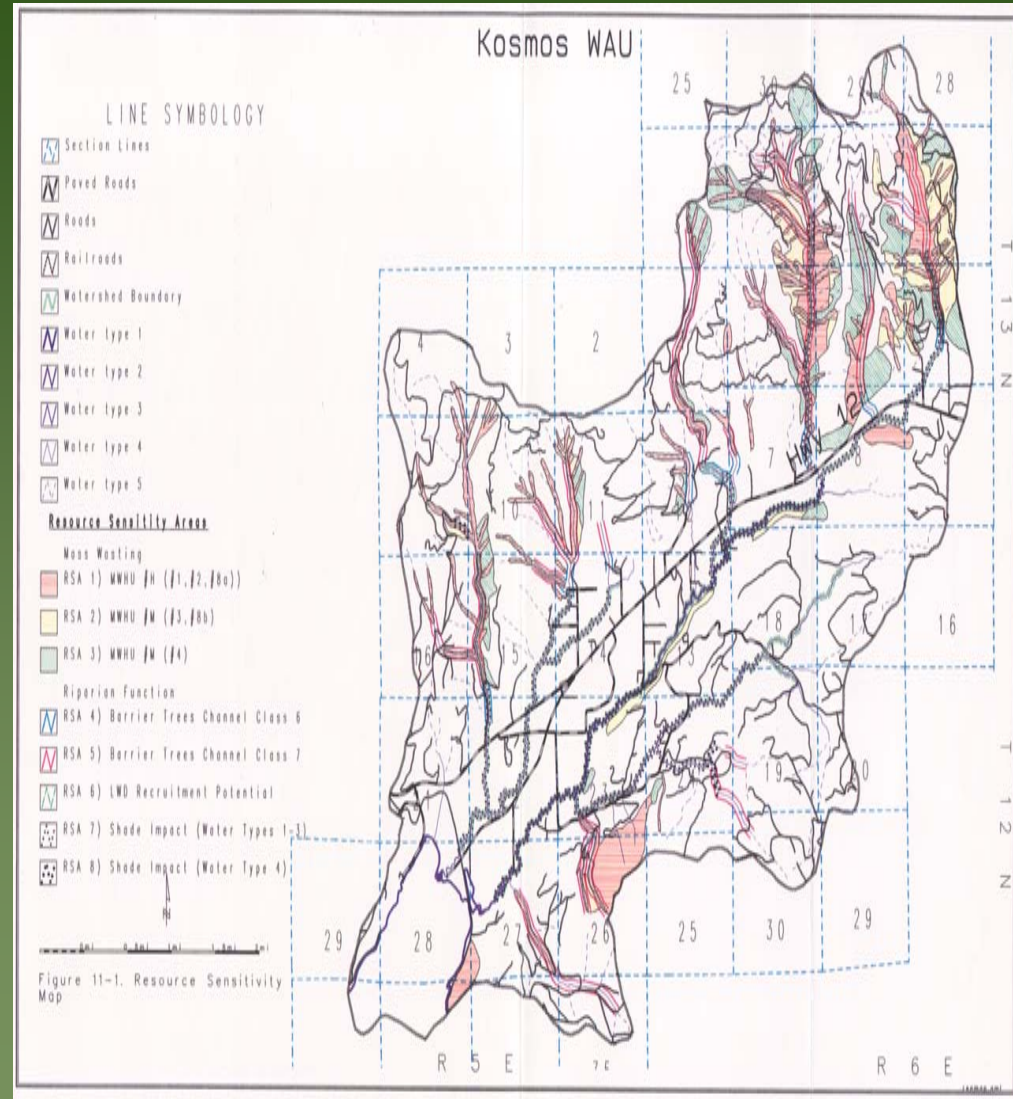 Kosmos WAU
LINE SYMBOLOGY
Section Lines
Paved Roads
Roads
Railroads
Watershed Boundary
Water type 1
Water type 2
Water type 3
Water type 4
Water type 5
Resource Sensitity Areas
Mass Wasting
RSA 1) MWHU #H (#1,#2,#8a))
RSA 2) MWHU #M (#3,#8b)
RSA 3) MWHU #M (#4)
Riparian Function
RSA 4) Barrier Trees Channel Class 6
RSA 5) Barrier Trees Channel Class 7
RSA 6) LWD Recruitment Potential
RSA 7) Shade Impact (Water Types 1-3)
RSA 8) Shade Impact (Water Type 4)
Figure 11-1. Resource Sensitivity
Map
25
30
28
T 13 N
4
3
2
HWY 12
7
8
10
11
18
17
16
15
14
13
T 12 N
19
29
28
27
26
25
30
29
R 5 E
R 6 E